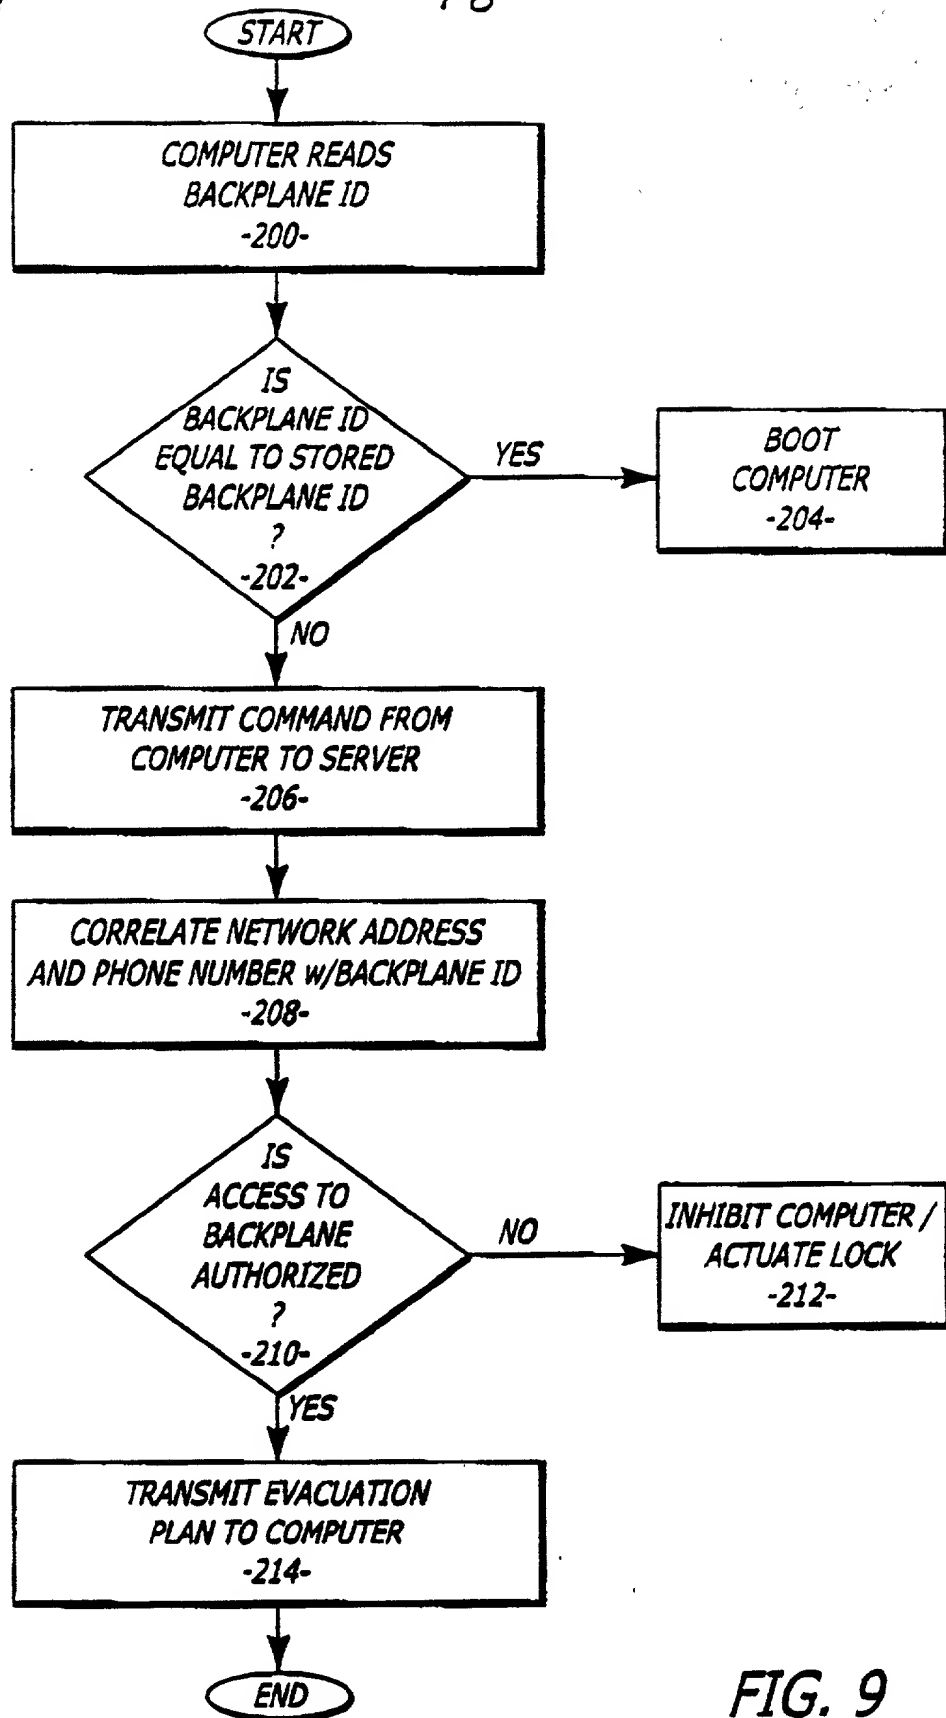 START
COMPUTER READS
BACKPLANE ID
-200-
IS
BACKPLANE ID
EQUAL TO STORED
BACKPLANE ID
?
-202-
YES
BOOT
COMPUTER
-204-
NO
TRANSMIT COMMAND FROM
COMPUTER TO SERVER
-206-
CORRELATE NETWORK ADDRESS
AND PHONE NUMBER w/BACKPLANE ID
-208-
IS
ACCESS TO
BACKPLANE
AUTHORIZED
?
-210-
NO
INHIBIT COMPUTER /
ACTUATE LOCK
-212-
YES
TRANSMIT EVACUATION
PLAN TO COMPUTER
-214-
END
FIG. 9